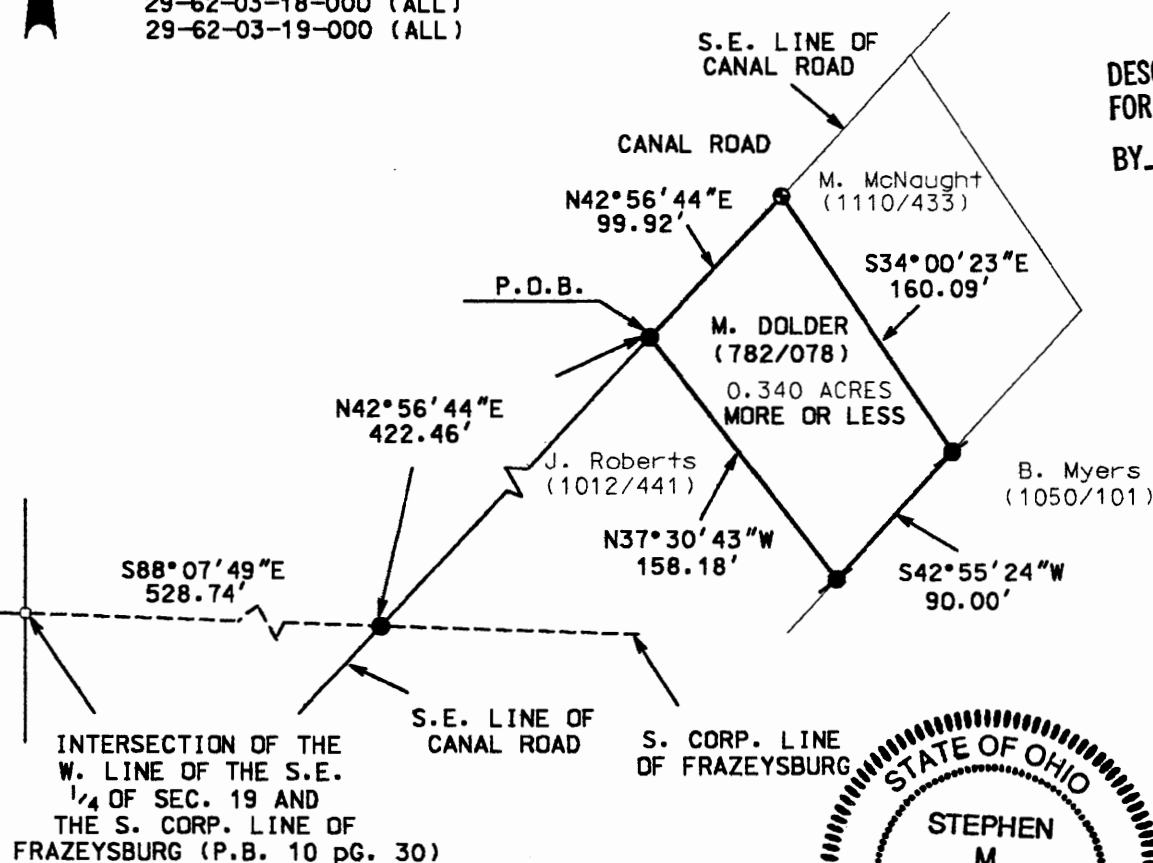 29-62-03-18-000 (ALL)
29-62-03-19-000 (ALL)
S.E. LINE OF
CANAL ROAD
DESC
FOR
BY
CANAL ROAD
M. McNaught
(1110/433)
N42°56'44"E
99.92'
S34°00'23"E
160.09'
P.O.B.
M. DOLDER
(782/078)
0.340 ACRES
MORE OR LESS
N42°56'44"E
422.46'
J. Roberts
(1012/441)
B. Myers
(1050/101)
N37°30'43"W
158.18'
S42°55'24"W
90.00'
S88°07'49"E
528.74'
S.E. LINE OF
CANAL ROAD
S. CORP. LINE
OF FRAZEYSBURG
INTERSECTION OF THE
W. LINE OF THE S.E.
1/4 OF SEC. 19 AND
THE S. CORP. LINE OF
FRAZEYSBURG (P.B. 10 pG. 30)
STATE OF OHIO
STEPHEN
M